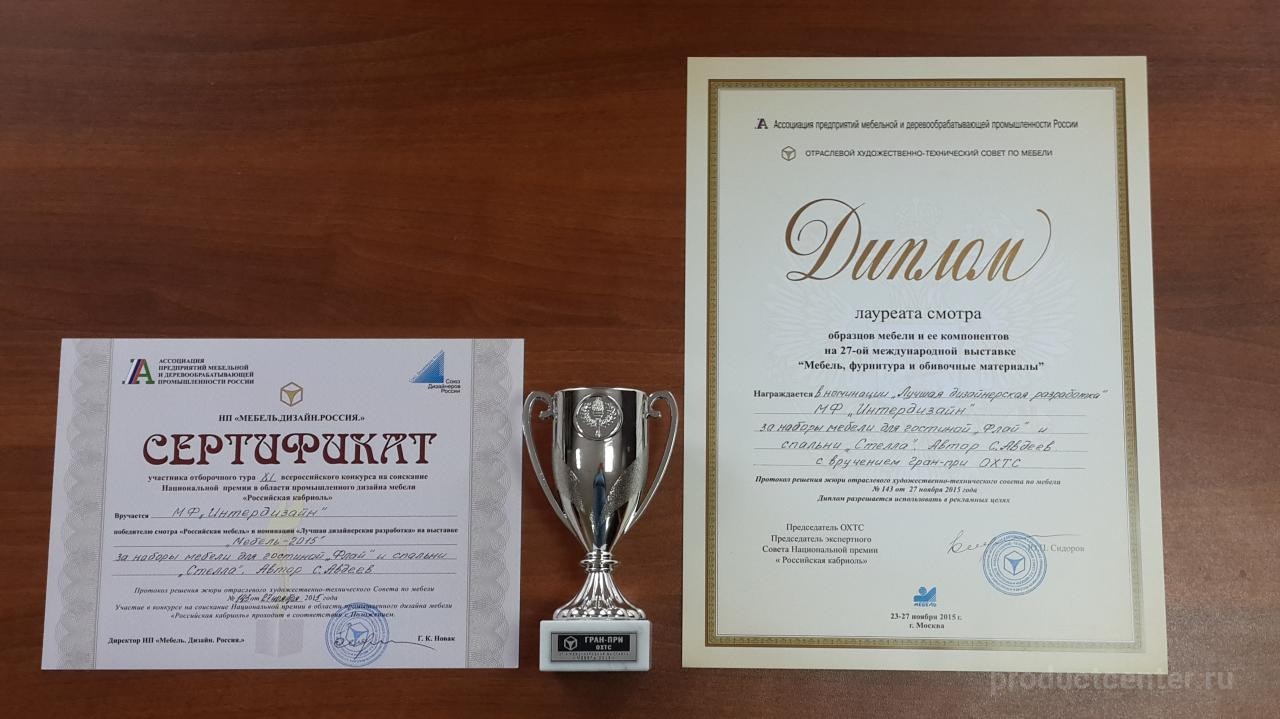 АССОЦИАЦИЯ
ПРЕДПРИЯТИЙ МЕБЕЛЬНОЙ
И ДЕРЕВООБРАБАТЫВАЮЩЕЙ
ПРОМЫШЛЕННОСТИ РОССИИ
Союз
Дизайнеров
России
НП «МЕБЕЛЬ.ДИЗАЙН.РОССИЯ.»
СЕРТИФИКАТ
участника отборочного тура XI всероссийского конкурса на соискание
Национальной премии в области промышленного дизайна мебели
«Российская кабриоль»
Вручается МФ „Интердизайн"
победителю смотра «Российская мебель» в номинации «Лучшая дизайнерская разработка» на выставке
„Мебель-2015"
за наборы мебели для гостиной „Флай" и спальни
„Стелла". Автор С.Авдеев
Протокол решения жюри отраслевого художественно-технического Совета по мебели
№ 143 от 27 ноября 2015 года
Участие в конкурсе на соискание Национальной премии в области промышленного дизайна мебели
«Российская кабриоль» проходит в соответствии с Положением.
Директор НП «Мебель. Дизайн. Россия.» Г. К. Новак
ГРАН-ПРИ
ОХТС
Ассоциация предприятий мебельной и деревообрабатывающей промышленности России
ОТРАСЛЕВОЙ ХУДОЖЕСТВЕННО-ТЕХНИЧЕСКИЙ СОВЕТ ПО МЕБЕЛИ
Диплом
лауреата смотра
образцов мебели и ее компонентов
на 27-ой международной выставке
“Мебель, фурнитура и обивочные материалы”
Награждается в номинации „Лучшая дизайнерская разработка"
МФ „Интердизайн"
за наборы мебели для гостиной „Флай" и
спальни „Стелла". Автор С.Авдеев
с вручением Гран-при ОХТС
Протокол решения жюри отраслевого художественно-технического совета по мебели
№ 143 от 27 ноября 2015 года
Диплом разрешается использовать в рекламных целях
Председатель ОХТС
Председатель экспертного
Совета Национальной премии
« Российская кабриоль»
Сидоров
МЕБЕЛЬ
23-27 ноября 2015 г.
г. Москва
productcenter.ru